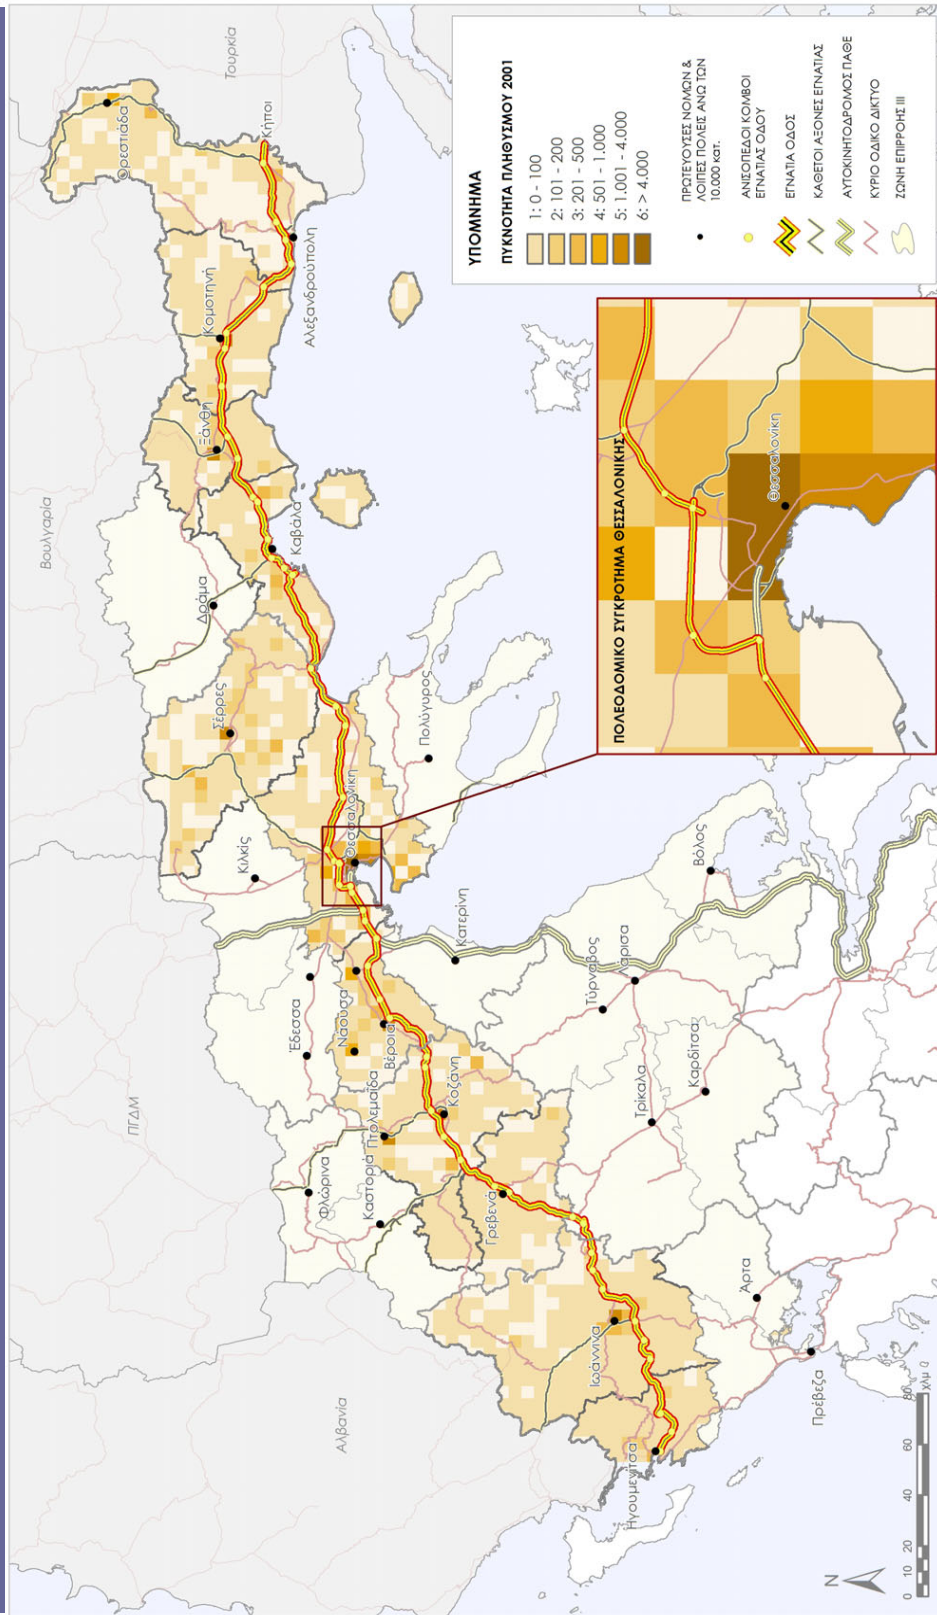 ΥΠΟΜΝΗΜΑ
ΠΥΚΝΟΤΗΤΑ ΠΛΗΘΥΣΜΟΥ 2001
1: 0 - 100
2: 101 - 200
3: 201 - 500
4: 501 - 1.000
5: 1.001 - 4.000
6: > 4.000
ΠΡΩΤΕΥΟΥΣΕΣ ΝΟΜΩΝ &
ΛΟΙΠΕΣ ΠΟΛΕΙΣ ΑΝΩ ΤΩΝ
10.000 κατ.
ΑΝΙΣΟΠΕΔΟΙ ΚΟΜΒΟΙ
ΕΓΝΑΤΙΑΣ ΟΔΟΥ
ΕΓΝΑΤΙΑ ΟΔΟΣ
ΚΑΘΕΤΟΙ ΑΞΟΝΕΣ ΕΓΝΑΤΙΑΣ
ΑΥΤΟΚΙΝΗΤΟΔΡΟΜΟΣ ΠΑΘΕ
ΚΥΡΙΟ ΟΔΙΚΟ ΔΙΚΤΥΟ
ΖΩΝΗ ΕΠΙΡΡΟΗΣ ΙΙΙ
ΠΟΛΕΟΔΟΜΙΚΟ ΣΥΓΚΡΟΤΗΜΑ ΘΕΣΣΑΛΟΝΙΚΗΣ
Θεσσαλονίκη
Αλβανία
ΠΓΔΜ
Βουλγαρία
Τουρκία
Ορεστιάδα
Κήποι
Αλεξανδρούπολη
Κομοτηνή
Ξάνθη
Καβάλα
Δράμα
Σέρρες
Πολύγυρος
Θεσσαλονίκη
Κιλκίς
Κατερίνη
Έδεσσα
Νάουσα
Βέροια
Πτολεμαΐδα
Κοζάνη
Φλώρινα
Καστοριά
Γρεβενά
Ιωάννινα
Ηγουμενίτσα
Τύρναβος
άρισα
Βόλος
Τρίκαλα
Καρδίτσα
Άρτα
Πρέβεζα
N
0 10 20 40 60 80
χλμ